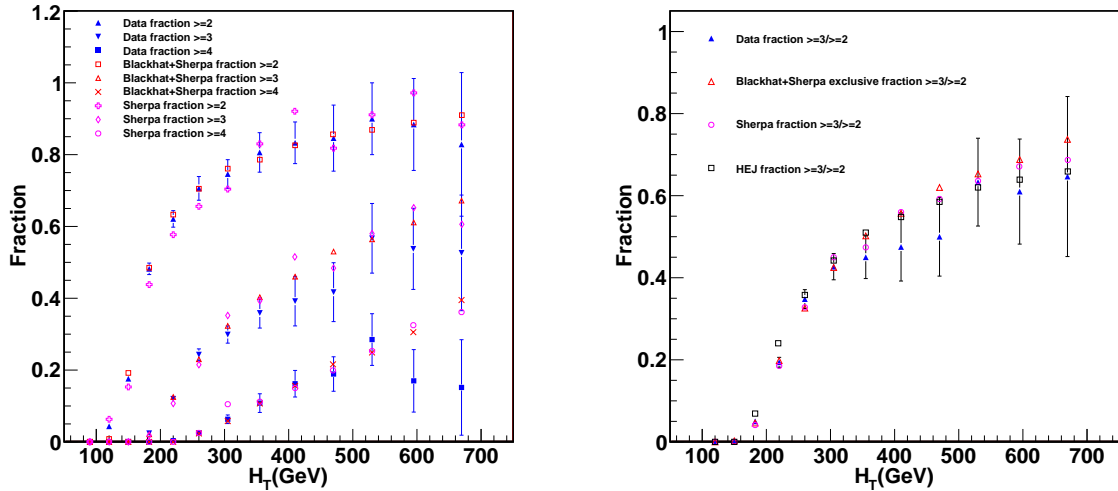 Fraction
1.2
1
0.8
0.6
0.4
0.2
0
Data fraction >=2
Data fraction >=3
Data fraction >=4
Blackhat+Sherpa fraction >=2
Blackhat+Sherpa fraction >=3
Blackhat+Sherpa fraction >=4
Sherpa fraction >=2
Sherpa fraction >=3
Sherpa fraction >=4
100 200 300 400 500 600 700
H_T(GeV)
Fraction
1
0.8
0.6
0.4
0.2
0
Data fraction >=3/>=2
Blackhat+Sherpa exclusive fraction >=3/>=2
Sherpa fraction >=3/>=2
HEJ fraction >=3/>=2
100 200 300 400 500 600 700
H_T(GeV)